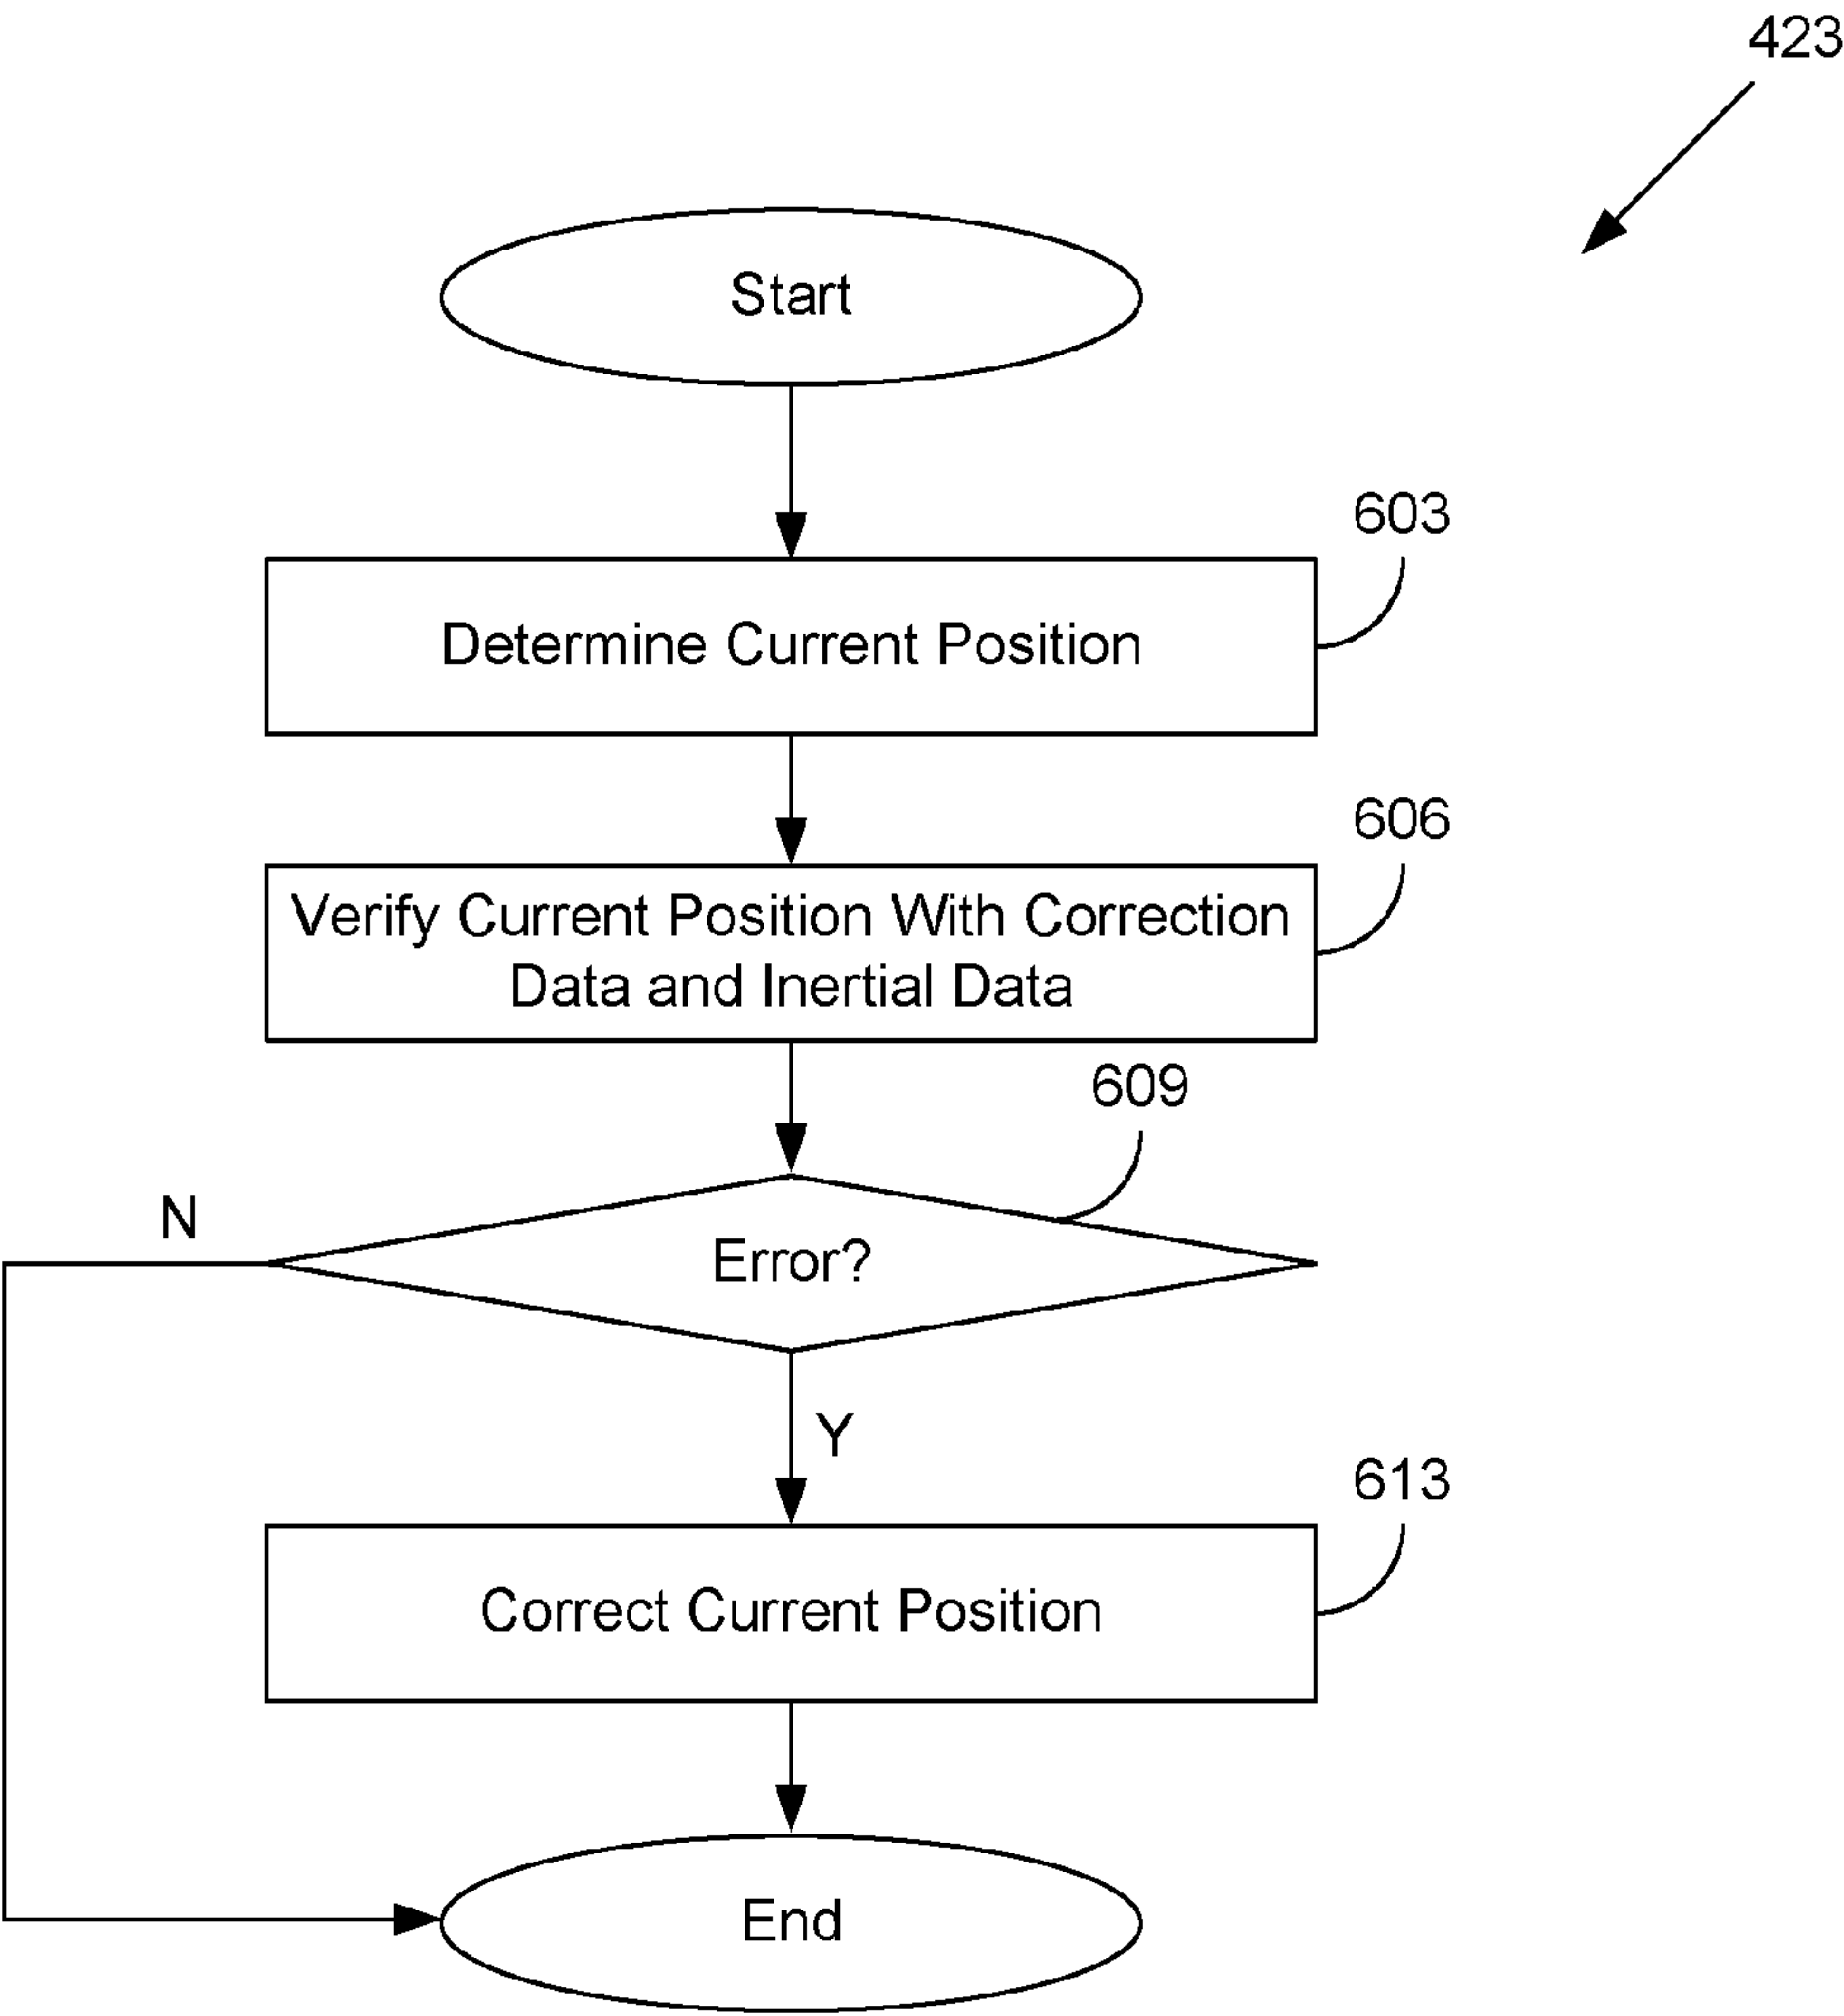 423
Start
603
Determine Current Position
606
Verify Current Position With Correction
Data and Inertial Data
609
N
Error?
Y
613
Correct Current Position
End